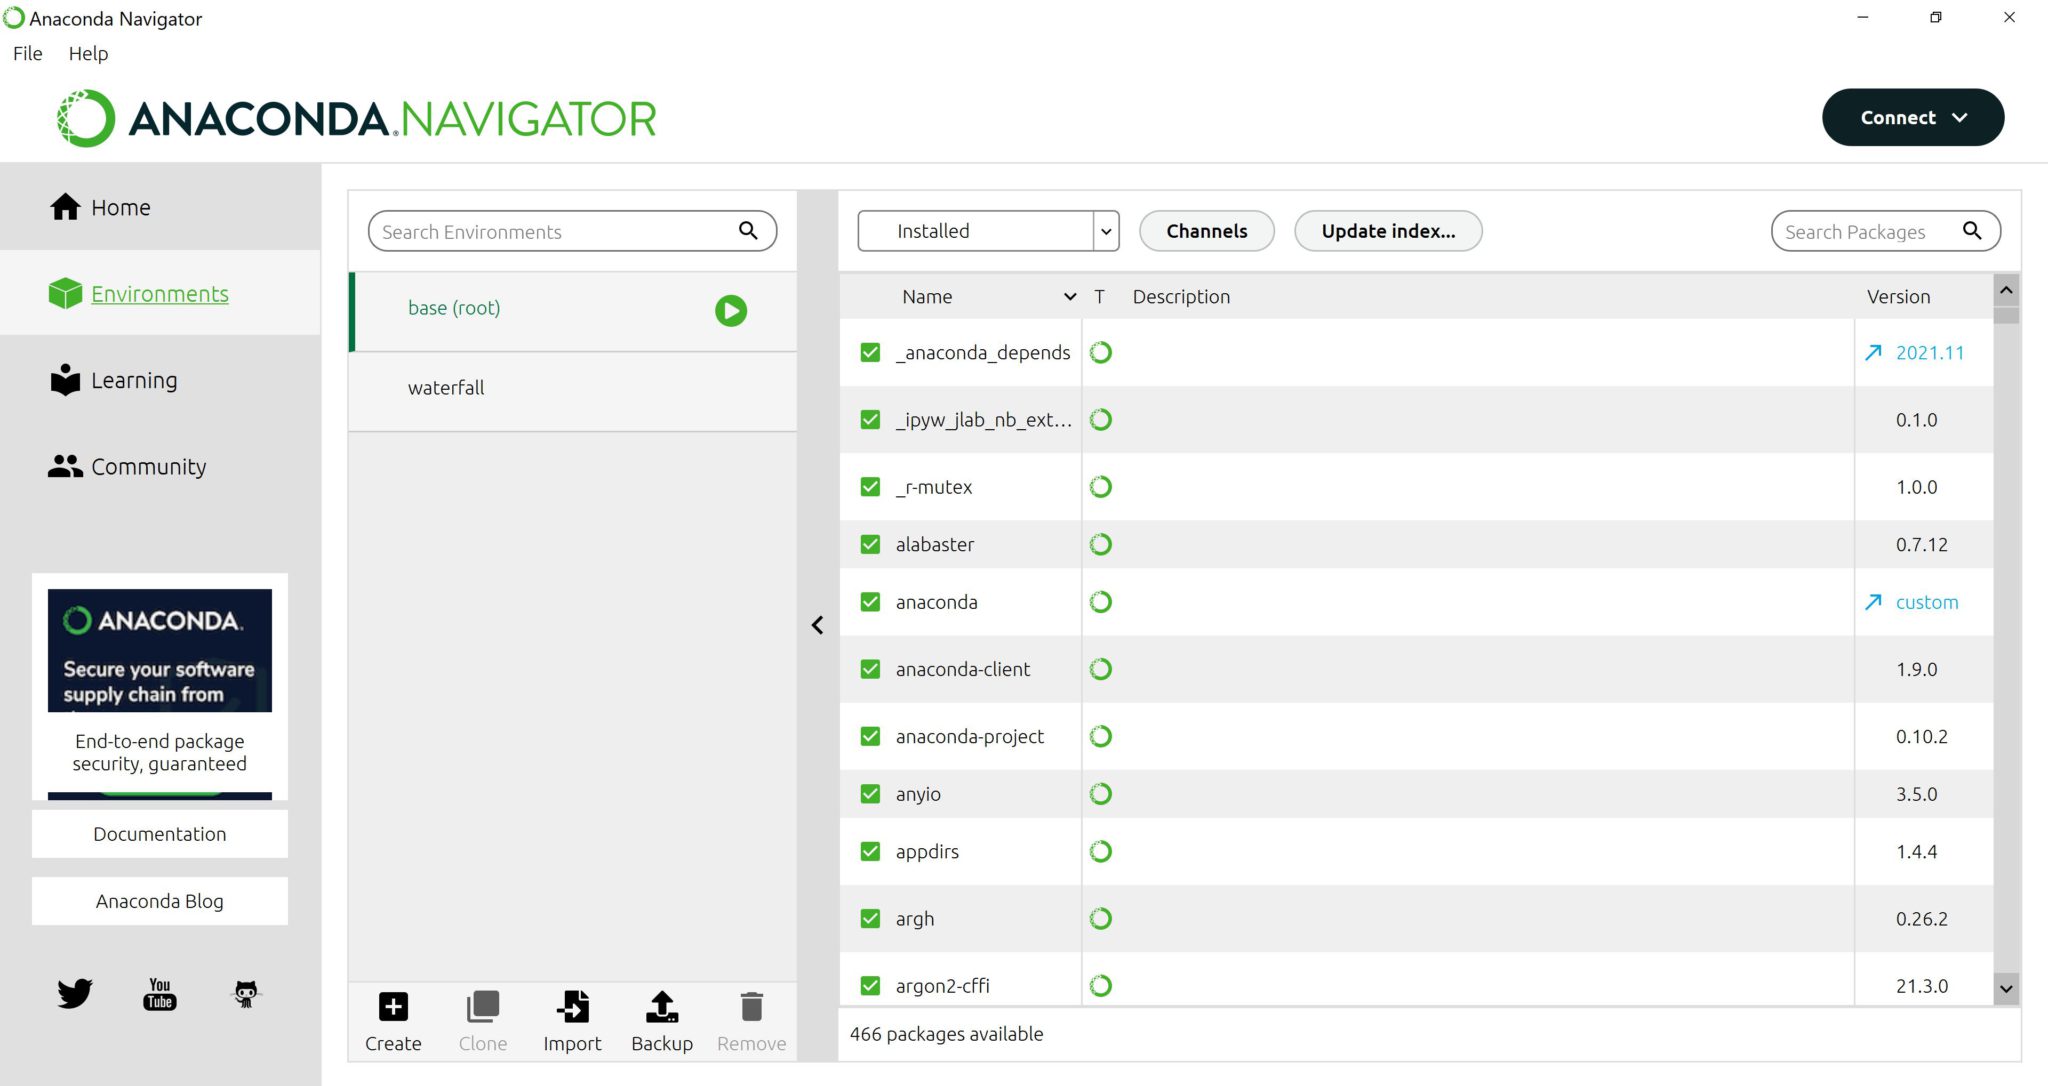 Anaconda Navigator
File Help
ANACONDA.NAVIGATOR
Connect
Home
Environments
Learning
Community
ANACONDA.
Secure your software
supply chain from
End-to-end package
security, guaranteed
Documentation
Anaconda Blog
You
Tube
Search Environments
base (root)
waterfall
Create Clone Import Backup Remove
Installed Channels Update index... Search Packages
Name T Description Version
_anaconda_depends 2021.11
_ipyw_jlab_nb_ext... 0.1.0
_r-mutex 1.0.0
alabaster 0.7.12
anaconda custom
anaconda-client 1.9.0
anaconda-project 0.10.2
anyio 3.5.0
appdirs 1.4.4
argh 0.26.2
argon2-cffi 21.3.0
466 packages available